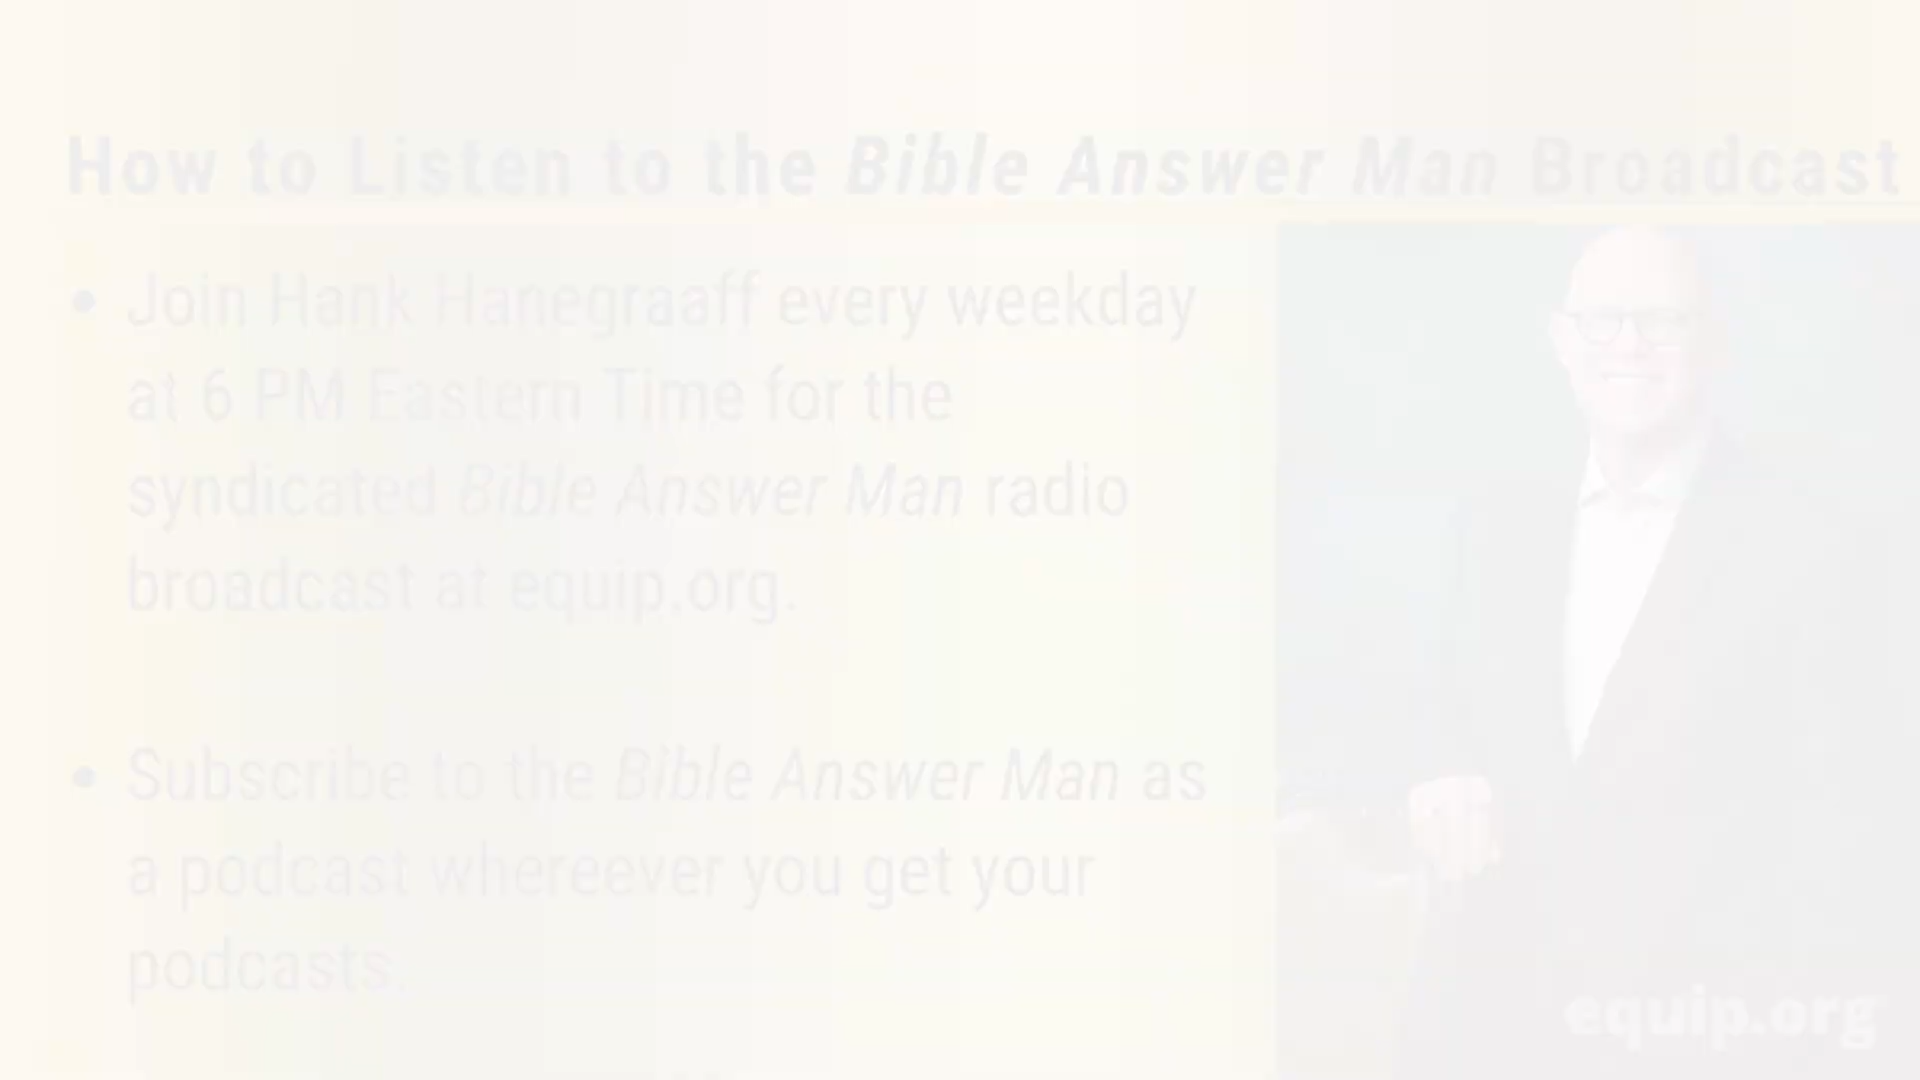 How to Listen to the Bible Answer Man Broadcast
• Join Hank Hanegraaff every weekday
at 6 PM Eastern Time for the
syndicated Bible Answer Man radio
broadcast at equip.org.
• Subscribe to the Bible Answer Man as
a podcast whereever you get your
podcasts.
equip.org